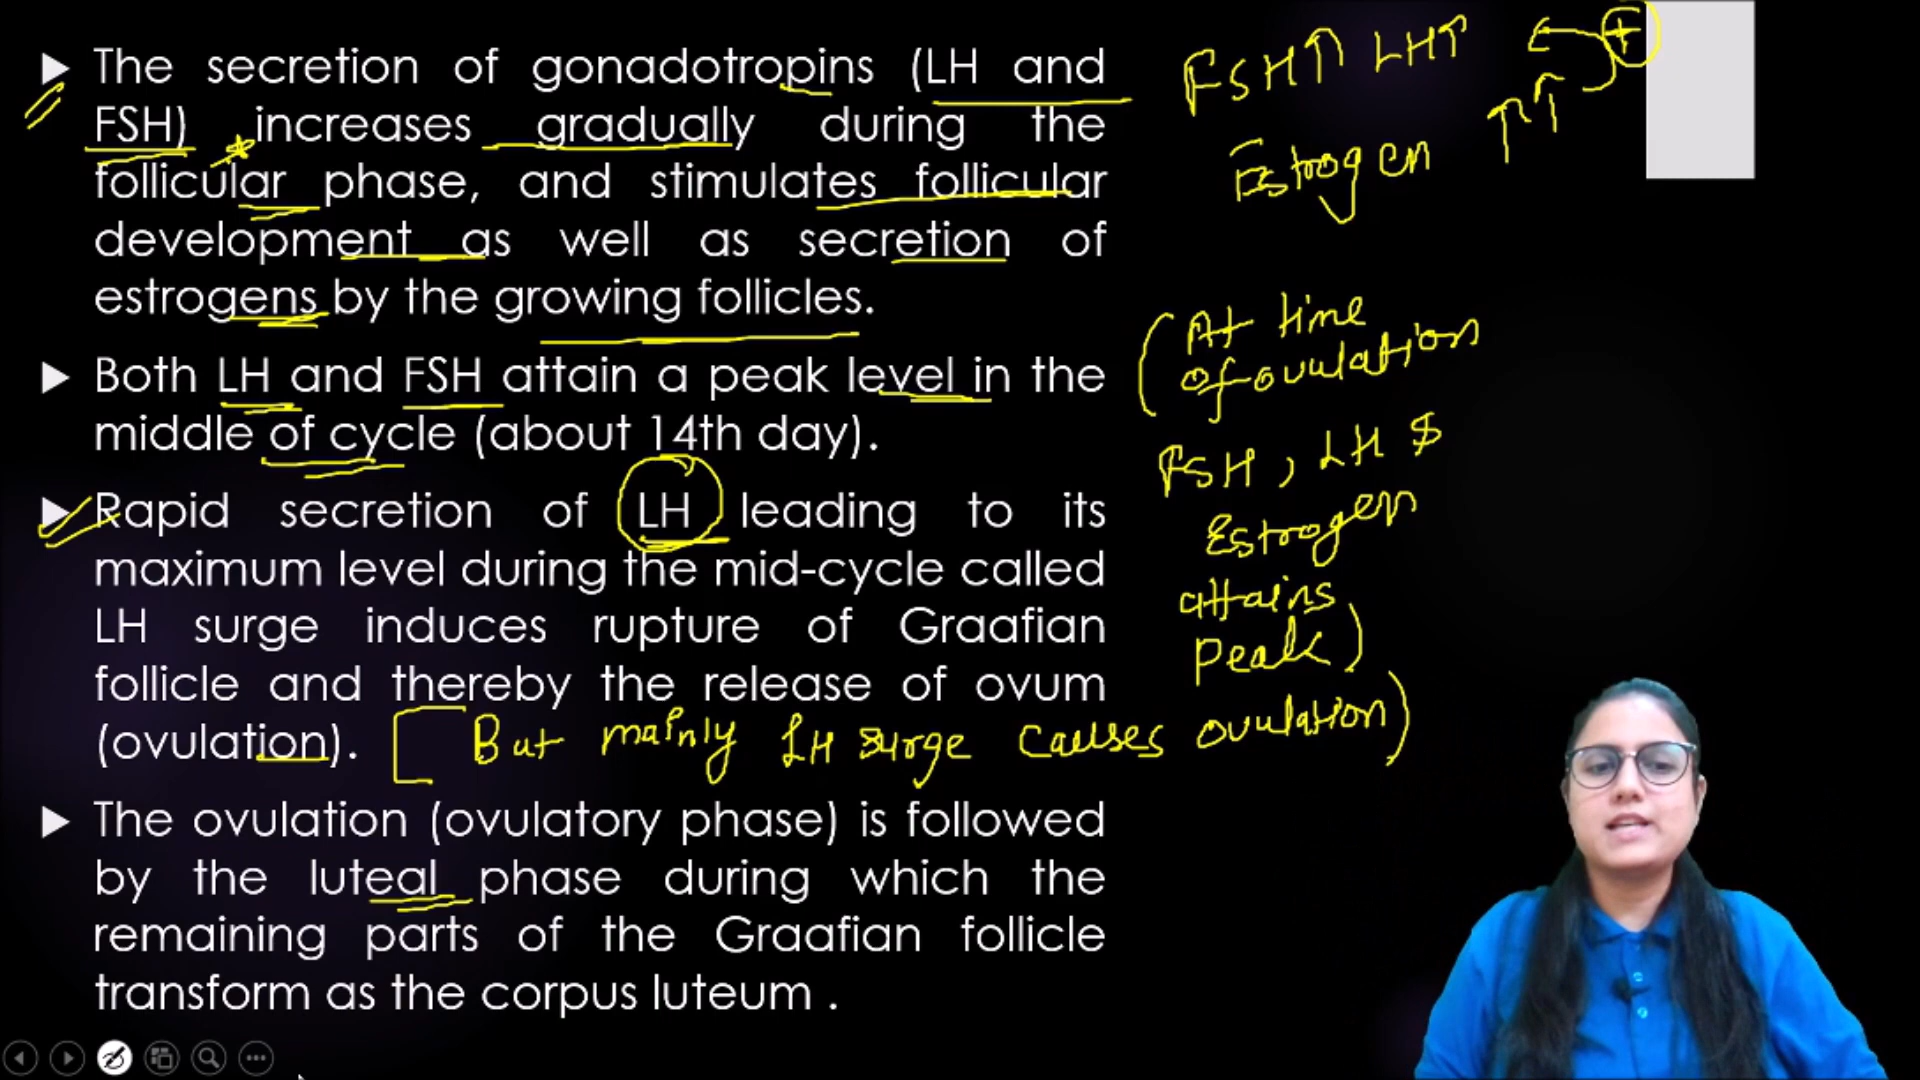 The secretion of gonadotropins (LH and
FSH) increases gradually during the
follicular phase, and stimulates follicular
development as well as secretion of
estrogens by the growing follicles.
Both LH and FSH attain a peak level in the
middle of cycle (about 14th day).
Rapid secretion of LH leading to its
maximum level during the mid-cycle called
LH surge induces rupture of Graafian
follicle and thereby the release of ovum
(ovulation).
The ovulation (ovulatory phase) is followed
by the luteal phase during which the
remaining parts of the Graafian follicle
transform as the corpus luteum .
FSH↑ LH↑ ← +
Estrogen ↑↑
(At time
of ovulation
FSH, LH &
Estrogen
attains
Peak)
[But mainly LH surge causes ovulation)